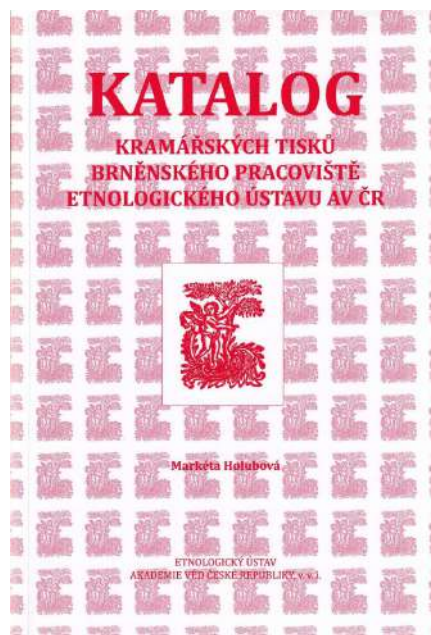 KATALOG
KRAMÁŘSKÝCH TISKŮ
BRNĚNSKÉHO PRACOVIŠTĚ
ETNOLOGICKÉHO ÚSTAVU AV ČR
Markéta Holubová
ETNOLOGICKÝ ÚSTAV
AKADEMIE VĚD ČESKÉ REPUBLIKY, v. v. i.